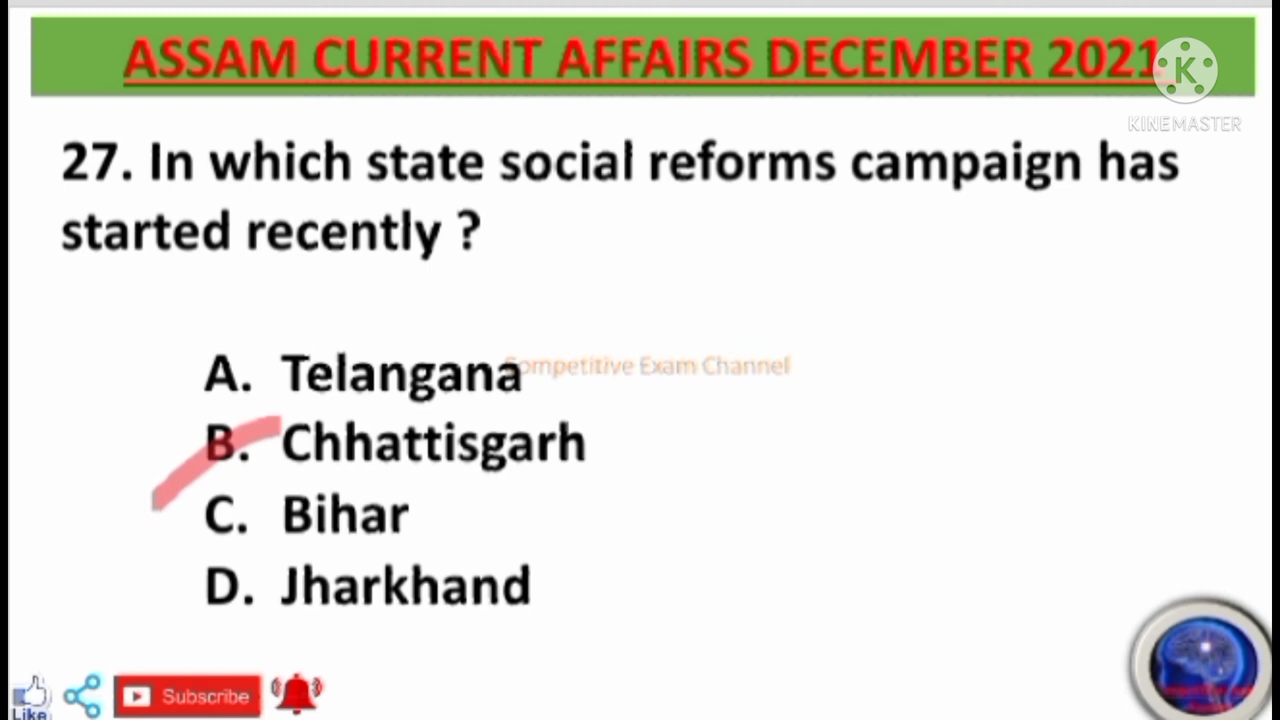 ASSAM CURRENT AFFAIRS DECEMBER 2021
KINEMASTER
27. In which state social reforms campaign has
started recently ?
A. Telangana
Competitive Exam Channel
B. Chhattisgarh
C. Bihar
D. Jharkhand
Like
Subscribe